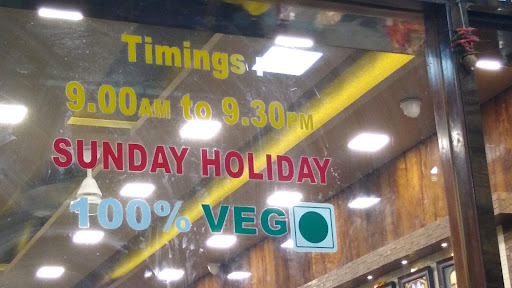 Timings :
9.00AM to 9.30PM
SUNDAY HOLIDAY
100% VEG